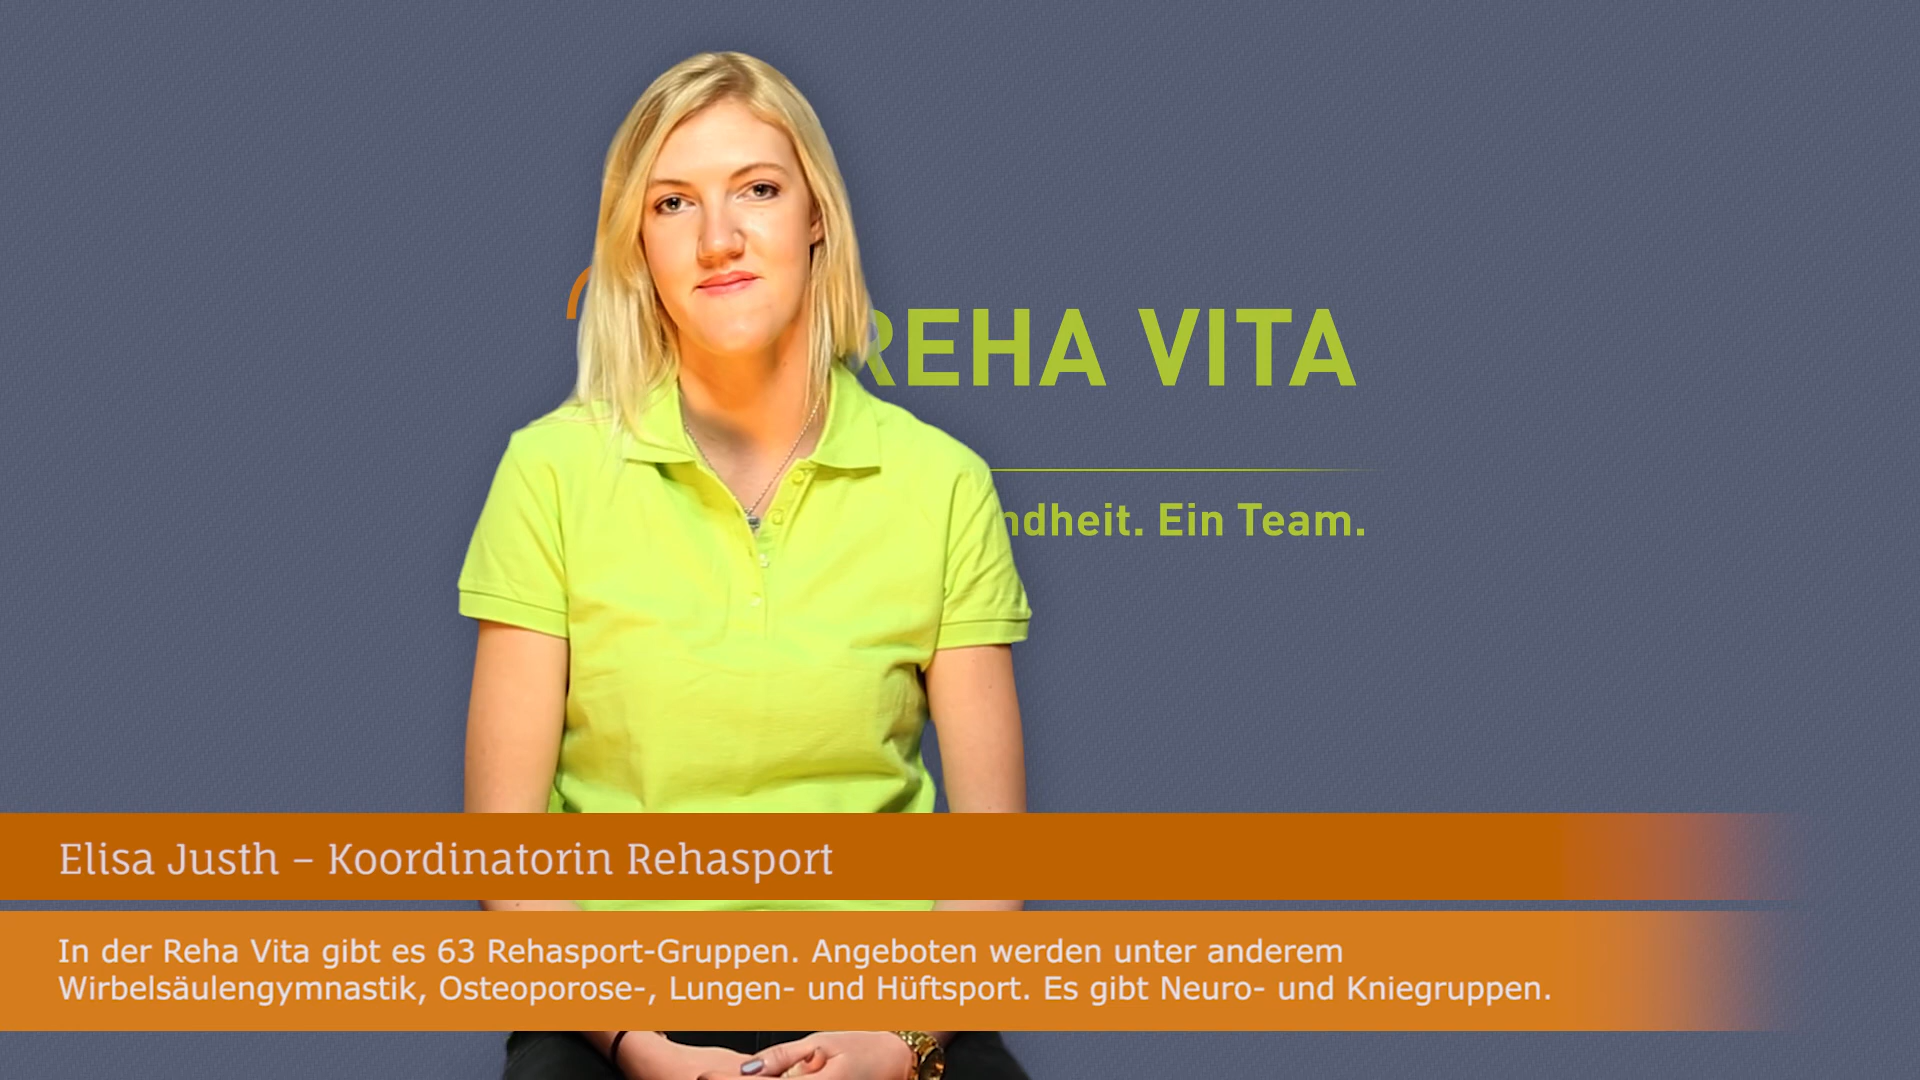 REHA VITA
Ein Team.
Elisa Justh – Koordinatorin Rehasport
In der Reha Vita gibt es 63 Rehasport-Gruppen. Angeboten werden unter anderem
Wirbelsäulengymnastik, Osteoporose-, Lungen- und Hüftsport. Es gibt Neuro- und Kniegruppen.